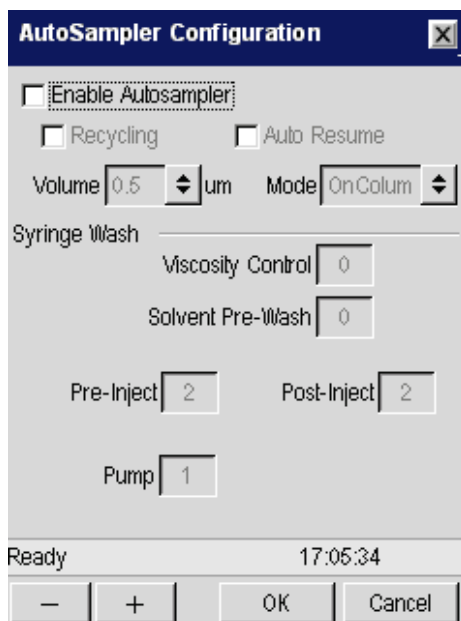 AutoSampler Configuration
Enable Autosampler
Recycling Auto Resume
Volume 0.5 um Mode OnColum
Syringe Wash
Viscosity Control 0
Solvent Pre-Wash 0
Pre-Inject 2 Post-Inject 2
Pump 1
Ready 17:05:34
− + OK Cancel